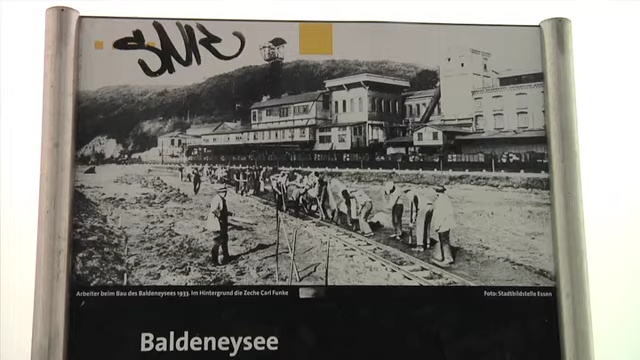 Arbeiter beim Bau des Baldeneysees 1933. Im Hintergrund die Zeche Carl Funke
Foto: Stadtbildstelle Essen
Baldeneysee